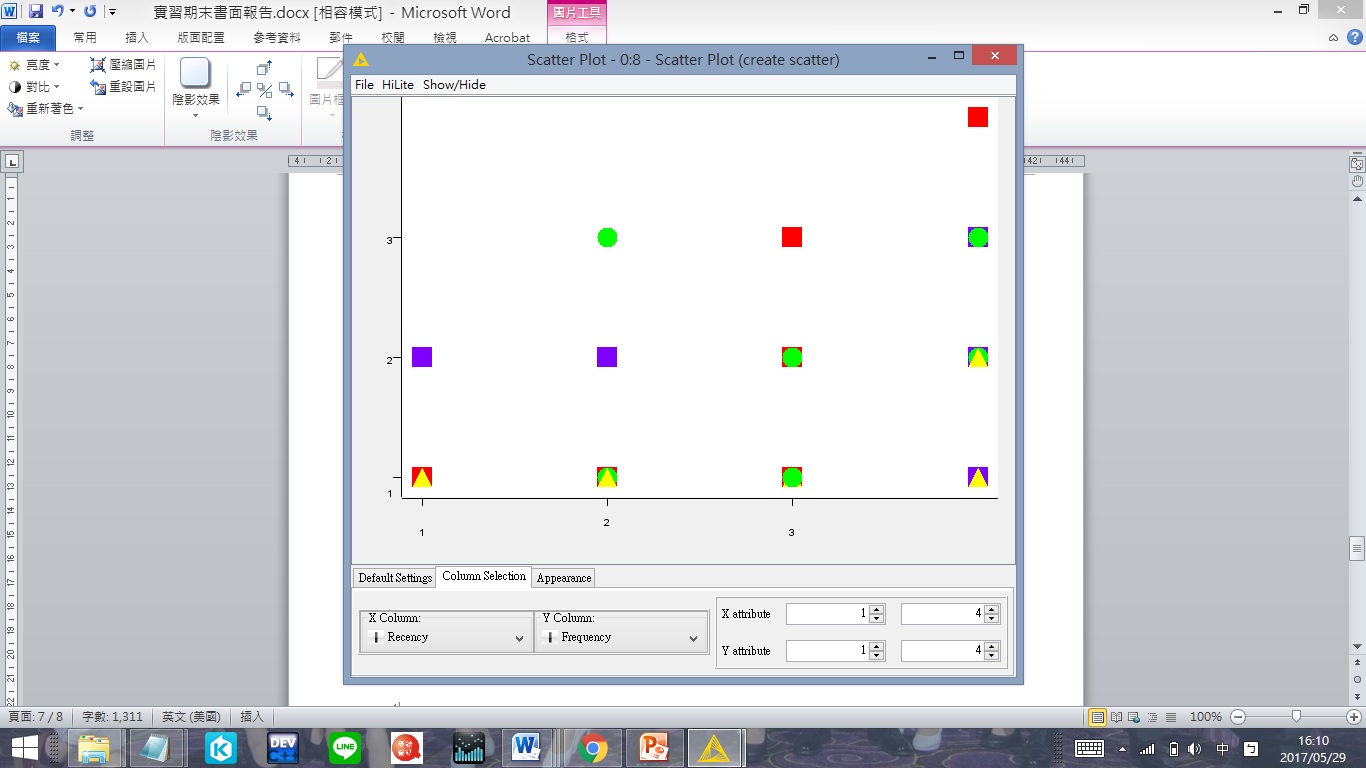 實習期末書面報告.docx [相容模式] - Microsoft Word
圖片工具
檔案 常用 插入 版面配置 參考資料 郵件 校閱 檢視 Acrobat 格式
亮度
對比
重新著色
壓縮圖片
重設圖片
調整
陰影效果
陰影效果
圖片框
Scatter Plot - 0:8 - Scatter Plot (create scatter)
File HiLite Show/Hide
3
2
1
1 2 3
Default Settings Column Selection Appearance
X Column: Y Column:
Recency Frequency
X attribute 1 4
Y attribute 1 4
頁面: 7 / 8 字數: 1,311 英文 (美國) 插入 100%
DEV C++
LINE
中
16:10
2017/05/29